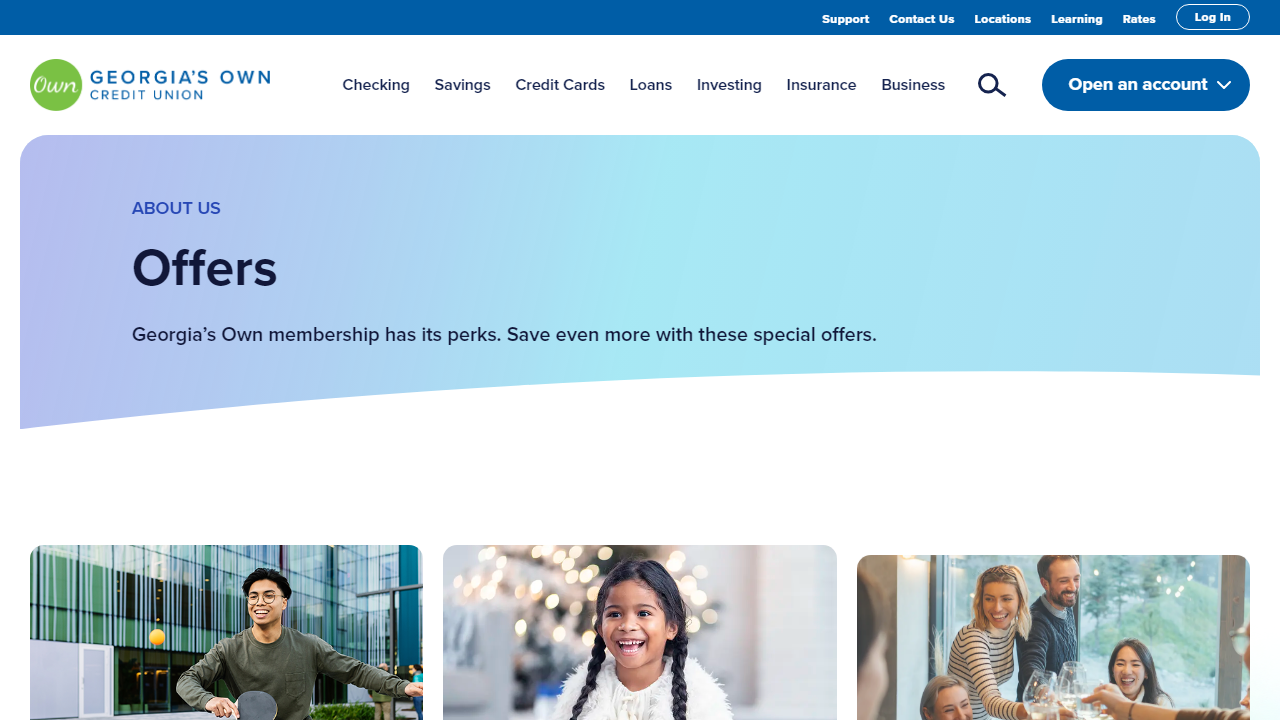 Support Contact Us Locations Learning Rates Log In
Own GEORGIA'S OWN
CREDIT UNION
Checking Savings Credit Cards Loans Investing Insurance Business Open an account
ABOUT US
Offers
Georgia’s Own membership has its perks. Save even more with these special offers.